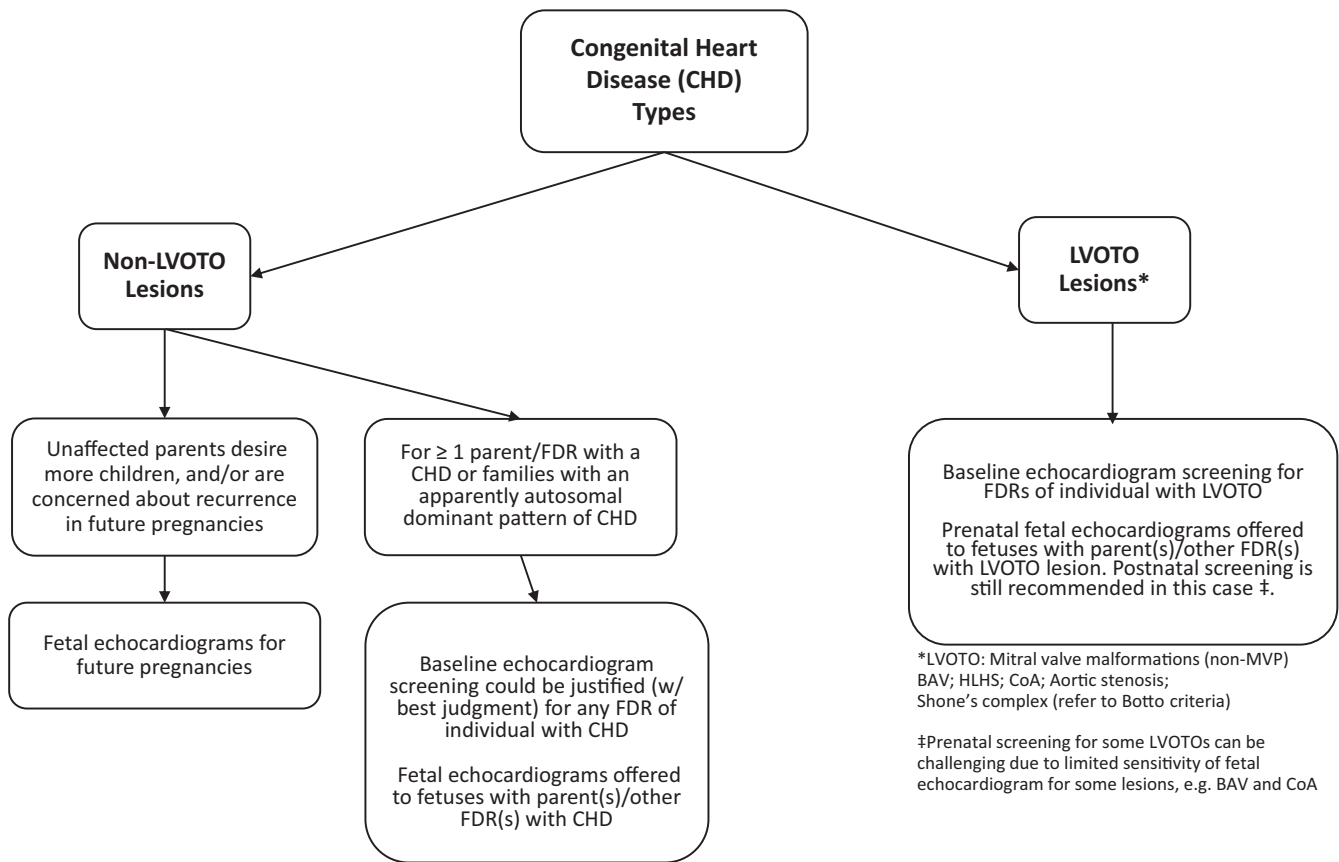 Congenital Heart
Disease (CHD)
Types
Non-LVOTO
Lesions
LVOTO
Lesions*
Unaffected parents desire
more children, and/or are
concerned about recurrence
in future pregnancies
For ≥ 1 parent/FDR with a
CHD or families with an
apparently autosomal
dominant pattern of CHD
Baseline echocardiogram screening for
FDRs of individual with LVOTO
Prenatal fetal echocardiograms offered
to fetuses with parent(s)/other FDR(s)
with LVOTO lesion. Postnatal screening is
still recommended in this case ‡.
Fetal echocardiograms for
future pregnancies
Baseline echocardiogram
screening could be justified (w/
best judgment) for any FDR of
individual with CHD
Fetal echocardiograms offered
to fetuses with parent(s)/other
FDR(s) with CHD
*LVOTO: Mitral valve malformations (non-MVP)
BAV; HLHS; CoA; Aortic stenosis;
Shone’s complex (refer to Botto criteria)
‡Prenatal screening for some LVOTOs can be
challenging due to limited sensitivity of fetal
echocardiogram for some lesions, e.g. BAV and CoA